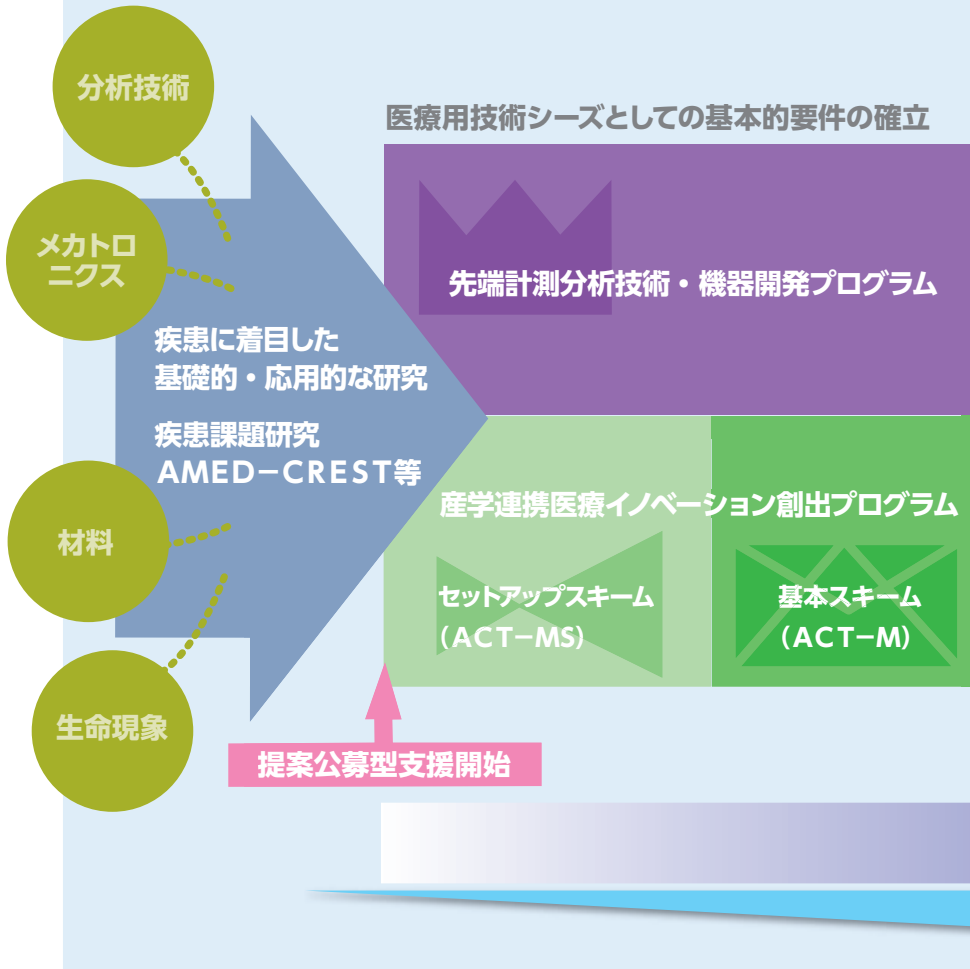 分析技術
メカトロ
ニクス
材料
生命現象
疾患に着目した
基礎的・応用的な研究
疾患課題研究
AMED−CREST等
医療用技術シーズとしての基本的要件の確立
先端計測分析技術・機器開発プログラム
産学連携医療イノベーション創出プログラム
セットアップスキーム
(ACT−MS)
基本スキーム
(ACT−M)
提案公募型支援開始